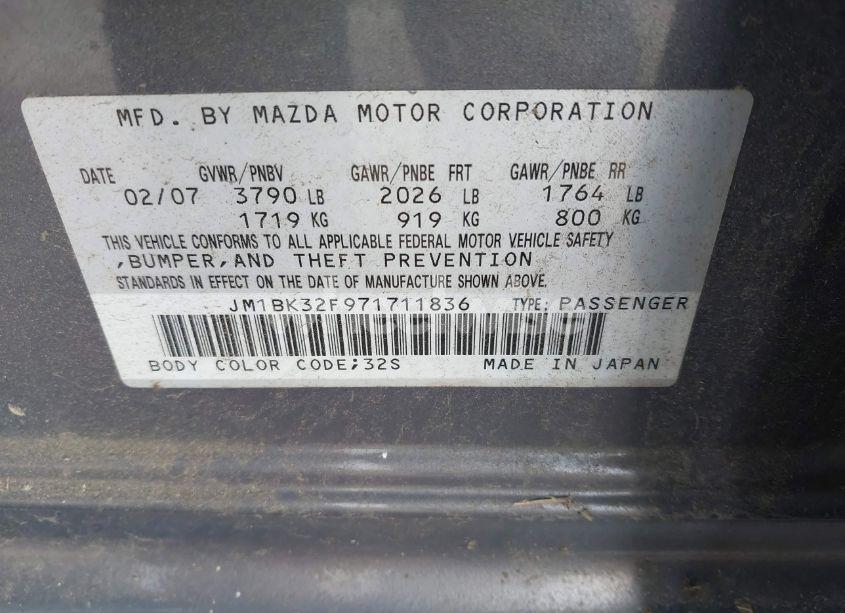 MFD. BY MAZDA MOTOR CORPORATION
DATE GVWR/PNBV GAWR/PNBE FRT GAWR/PNBE RR
02/07 3790 LB 2026 LB 1764 LB
1719 KG 919 KG 800 KG
THIS VEHICLE CONFORMS TO ALL APPLICABLE FEDERAL MOTOR VEHICLE SAFETY
,BUMPER,AND THEFT PREVENTION
STANDARDS IN EFFECT ON THE DATE OF MANUFACTURE SHOWN ABOVE.
JM1BK32F971711836 TYPE: PASSENGER
BODY COLOR CODE;32S MADE IN JAPAN